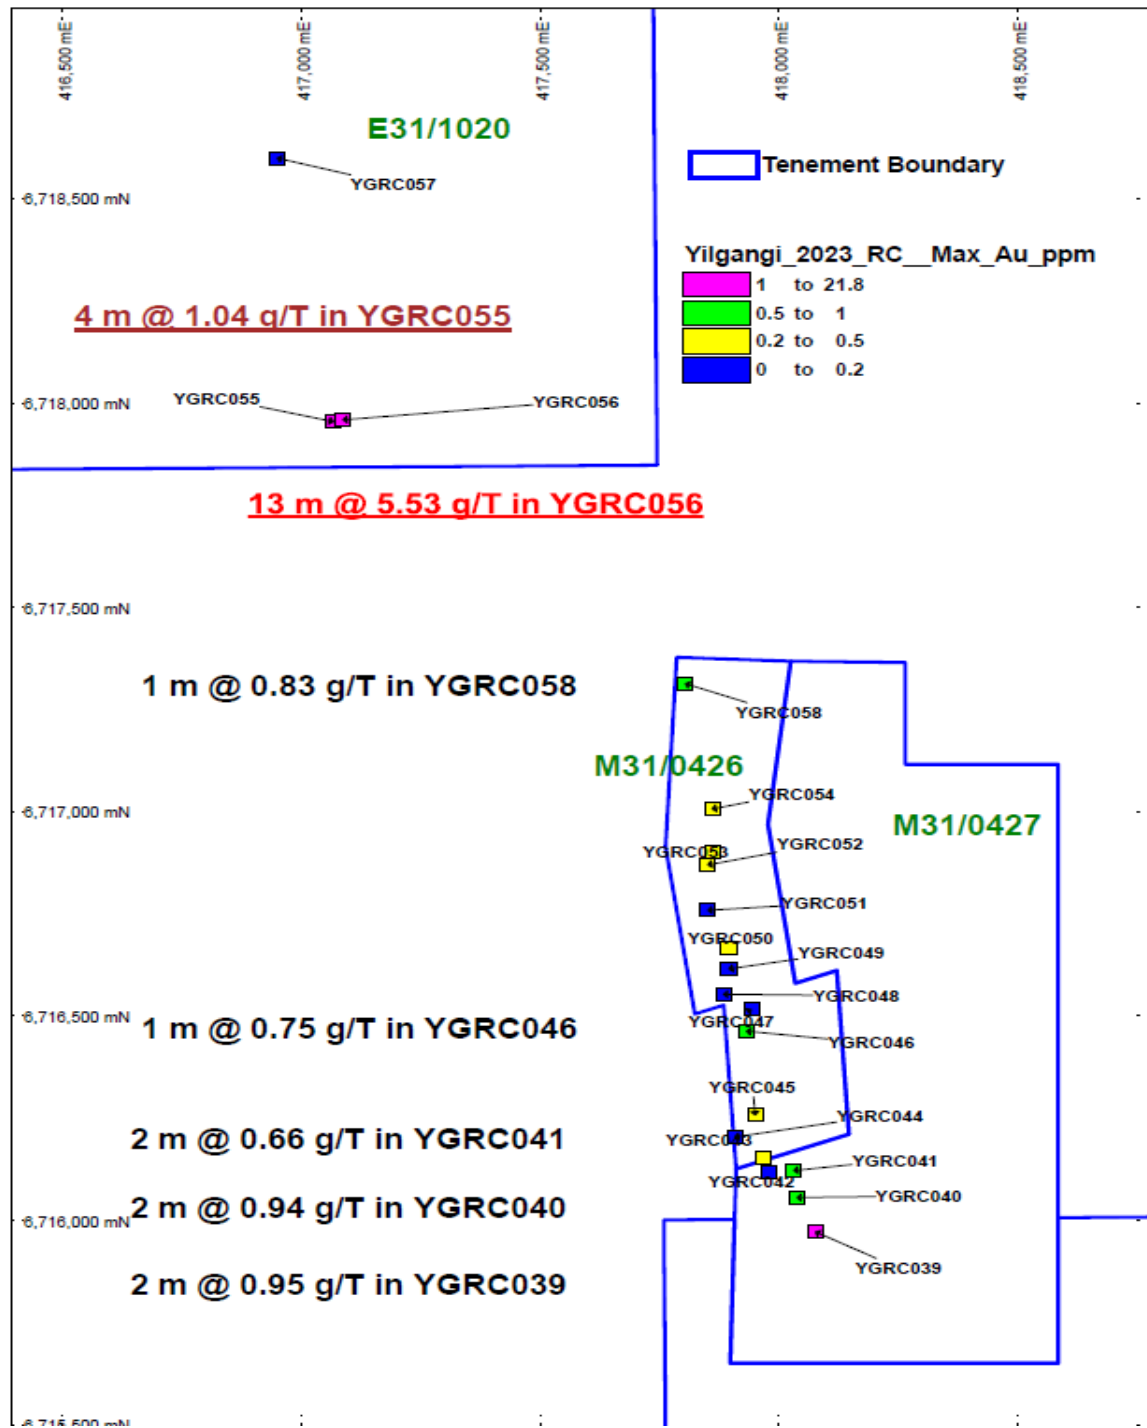 416,500 mE
417,000 mE
417,500 mE
418,000 mE
418,500 mE
E31/1020
YGRC057
6,718,500 mN
Tenement Boundary
Yilgangi_2023_RC__Max_Au_ppm
1 to 21.8
0.5 to 1
0.2 to 0.5
0 to 0.2
4 m @ 1.04 g/T in YGRC055
6,718,000 mN
YGRC055
YGRC056
13 m @ 5.53 g/T in YGRC056
6,717,500 mN
1 m @ 0.83 g/T in YGRC058
YGRC058
M31/0426
YGRC054
6,717,000 mN
M31/0427
YGRC053
YGRC052
YGRC051
YGRC050
YGRC049
YGRC048
6,716,500 mN
YGRC047
1 m @ 0.75 g/T in YGRC046
YGRC046
YGRC045
YGRC044
2 m @ 0.66 g/T in YGRC041
YGRC043
YGRC041
YGRC042
2 m @ 0.94 g/T in YGRC040
YGRC040
6,716,000 mN
YGRC039
2 m @ 0.95 g/T in YGRC039
6,715,500 mN